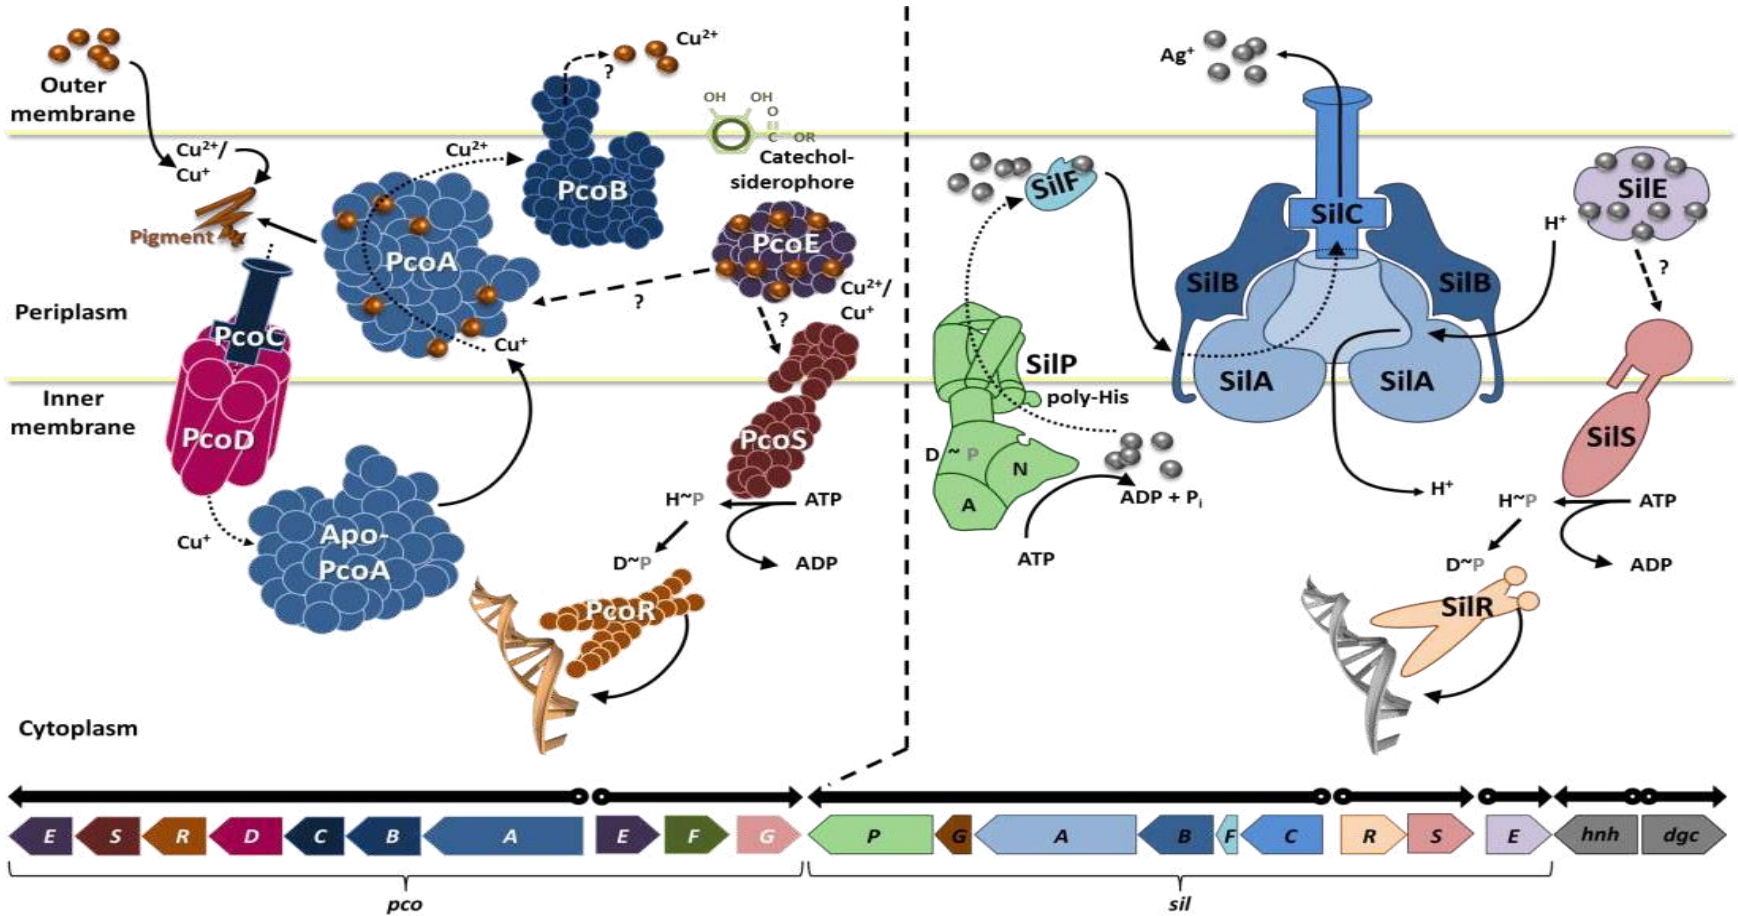 Outer
membrane
Cu²⁺/
Cu⁺
Pigment
PcoC
PcoD
Cu⁺
Apo-
PcoA
PcoA
Cu⁺
Cu²⁺
PcoB
?
Cu²⁺
OH OH
O
C OR
Catechol-
siderophore
PcoE
Cu²⁺/
Cu⁺
?
?
PcoS
H~P
ATP
ADP
D~P
PcoR
Periplasm
Inner
membrane
Cytoplasm
Ag⁺
SilF
SilP
poly-His
D ~ P
N
A
ADP + Pᵢ
ATP
SilC
SilB
SilB
SilA
SilA
H⁺
H⁺
SilE
?
SilS
H~P
ATP
ADP
D~P
SilR
E S R D C B A E F G P G A B F C R S E hnh dgc
pco
sil